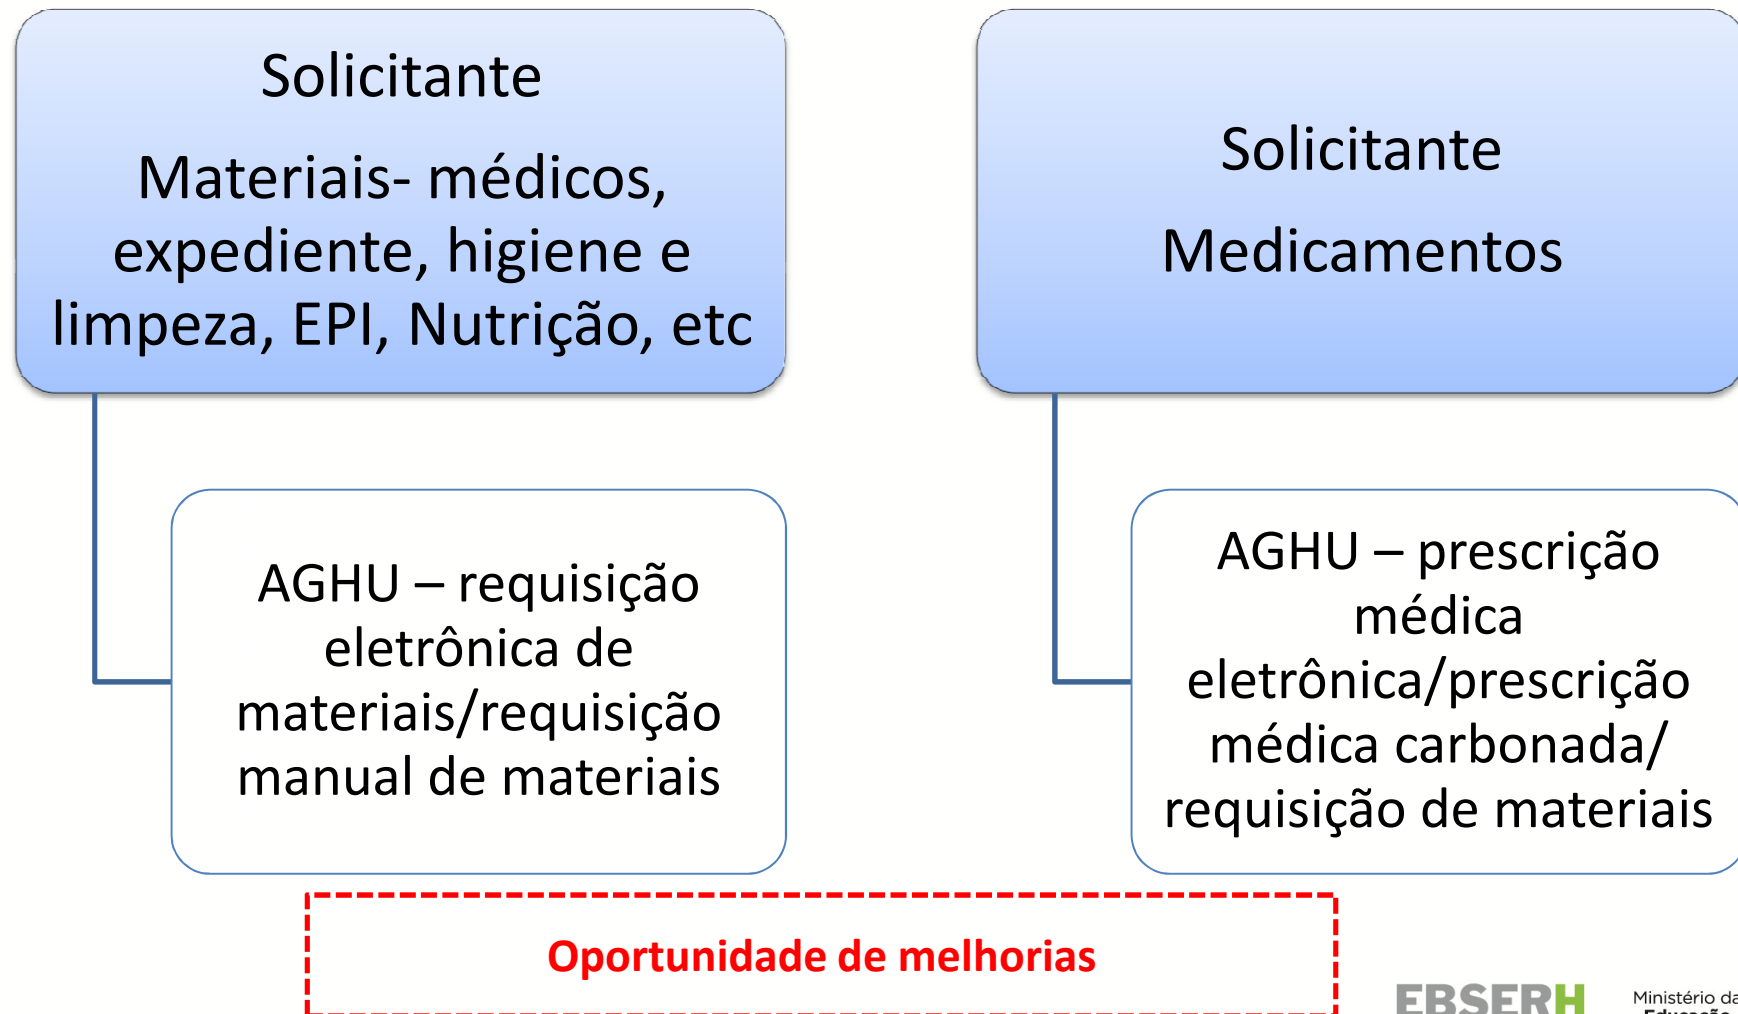 Solicitante
Materiais- médicos,
expediente, higiene e
limpeza, EPI, Nutrição, etc
AGHU – requisição
eletrônica de
materiais/requisição
manual de materiais
Solicitante
Medicamentos
AGHU – prescrição
médica
eletrônica/prescrição
médica carbonada/
requisição de materiais
Oportunidade de melhorias
EBSERH
Ministério da
Educação